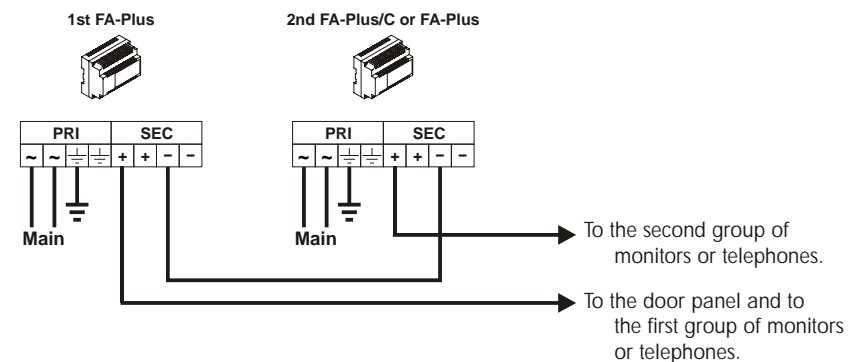 1st FA-Plus
2nd FA-Plus/C or FA-Plus
PRI SEC
~ ~ + + – –
Main
PRI SEC
~ ~ + + – –
Main
To the second group of
monitors or telephones.
To the door panel and to
the first group of monitors
or telephones.